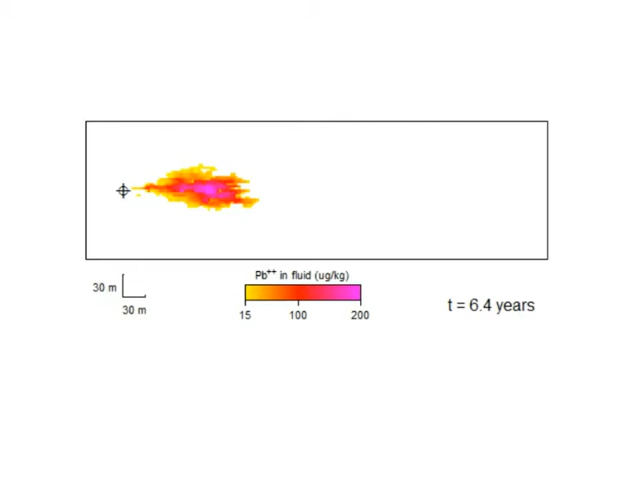 Pb++ in fluid (ug/kg)
30 m
30 m
15 100 200
t = 6.4 years